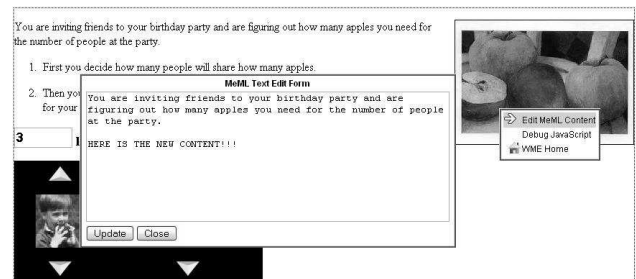 You are inviting friends to your birthday party and are figuring out how many apples you need for
the number of people at the party.
1. First you decide how many people will share how many apples.
2. Then you
for your
3
MeML Text Edit Form
You are inviting friends to your birthday party and are
figuring out how many apples you need for the number of people
at the party.
HERE IS THE NEW CONTENT!!!
Update Close
Edit MeML Content
Debug JavaScript
WME Home